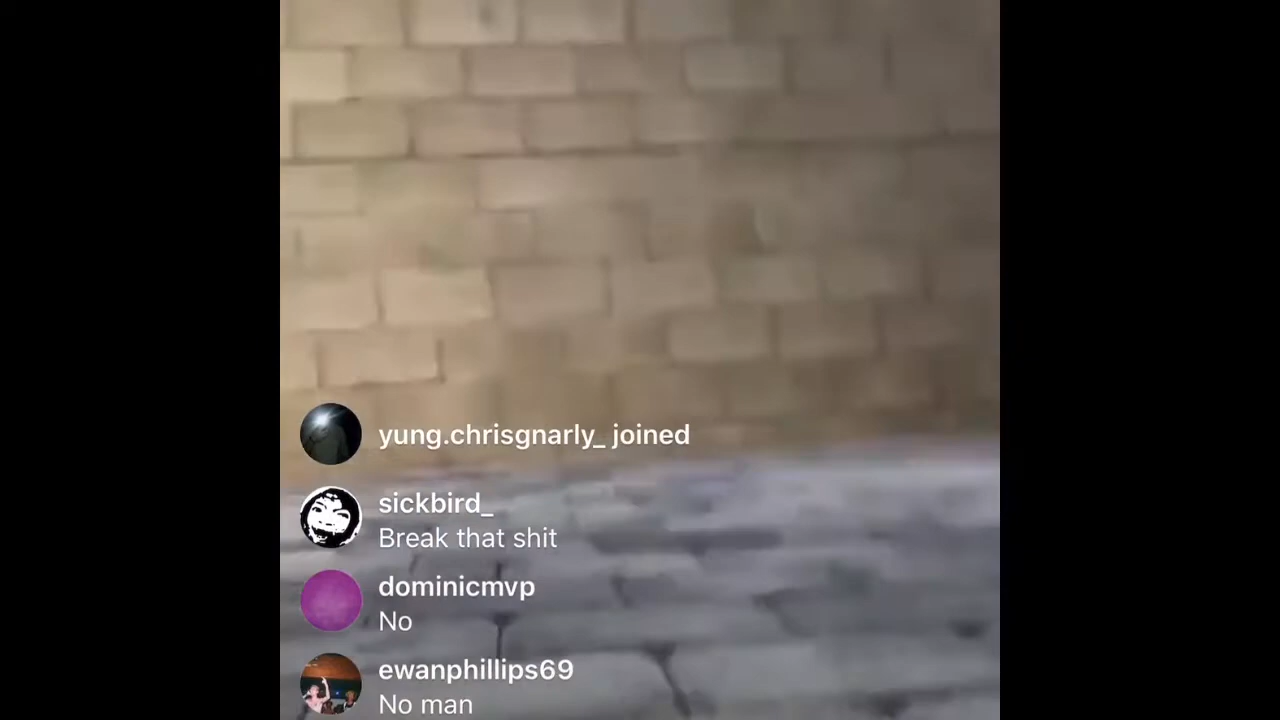 yung.chrisgnarly_ joined
sickbird_
Break that shit
dominicmvp
No
ewanphillips69
No man